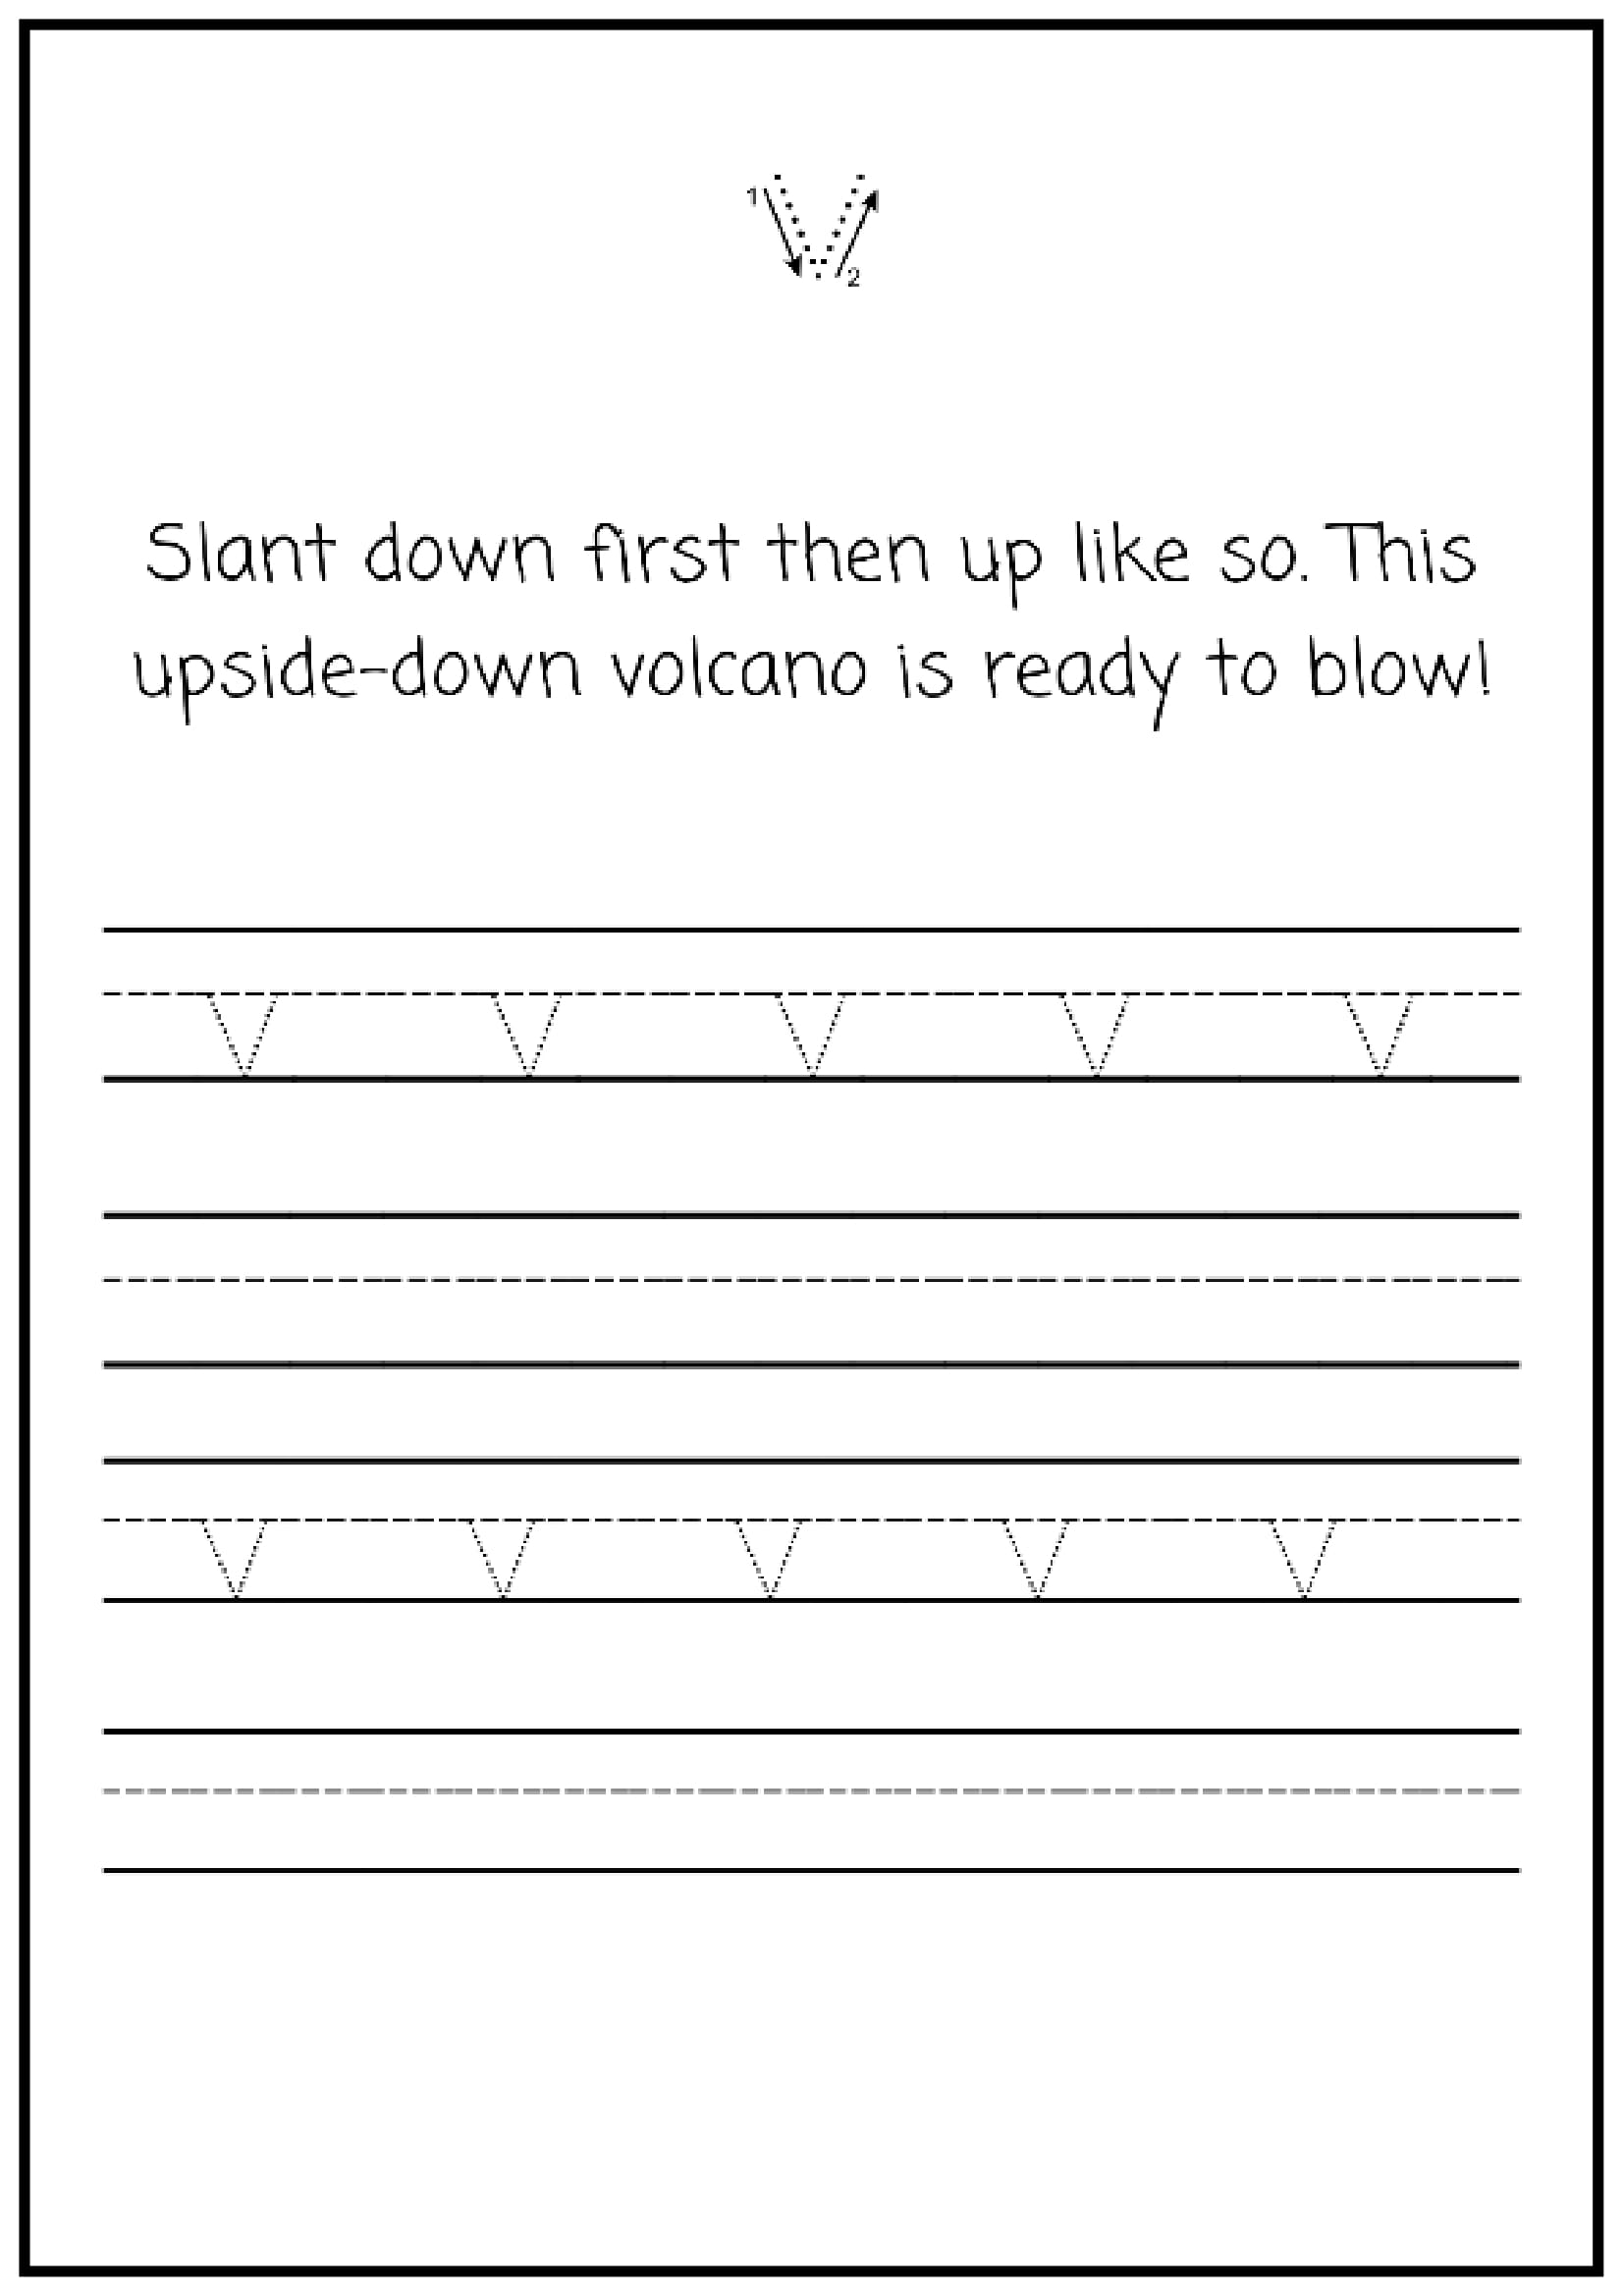 v
1
2
Slant down first then up like so. This
upside-down volcano is ready to blow!
v v v v v
v v v v v